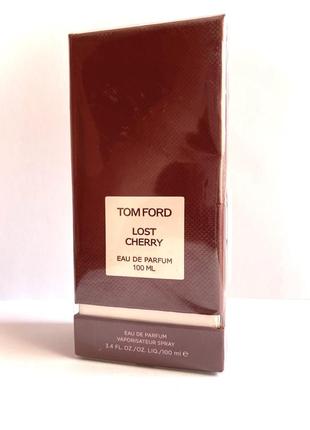 TOM FORD
LOST
CHERRY
EAU DE PARFUM
100 ML
EAU DE PARFUM
VAPORISATEUR SPRAY
3.4 FL. OZ./OZ. LIQ./100 ml ℮